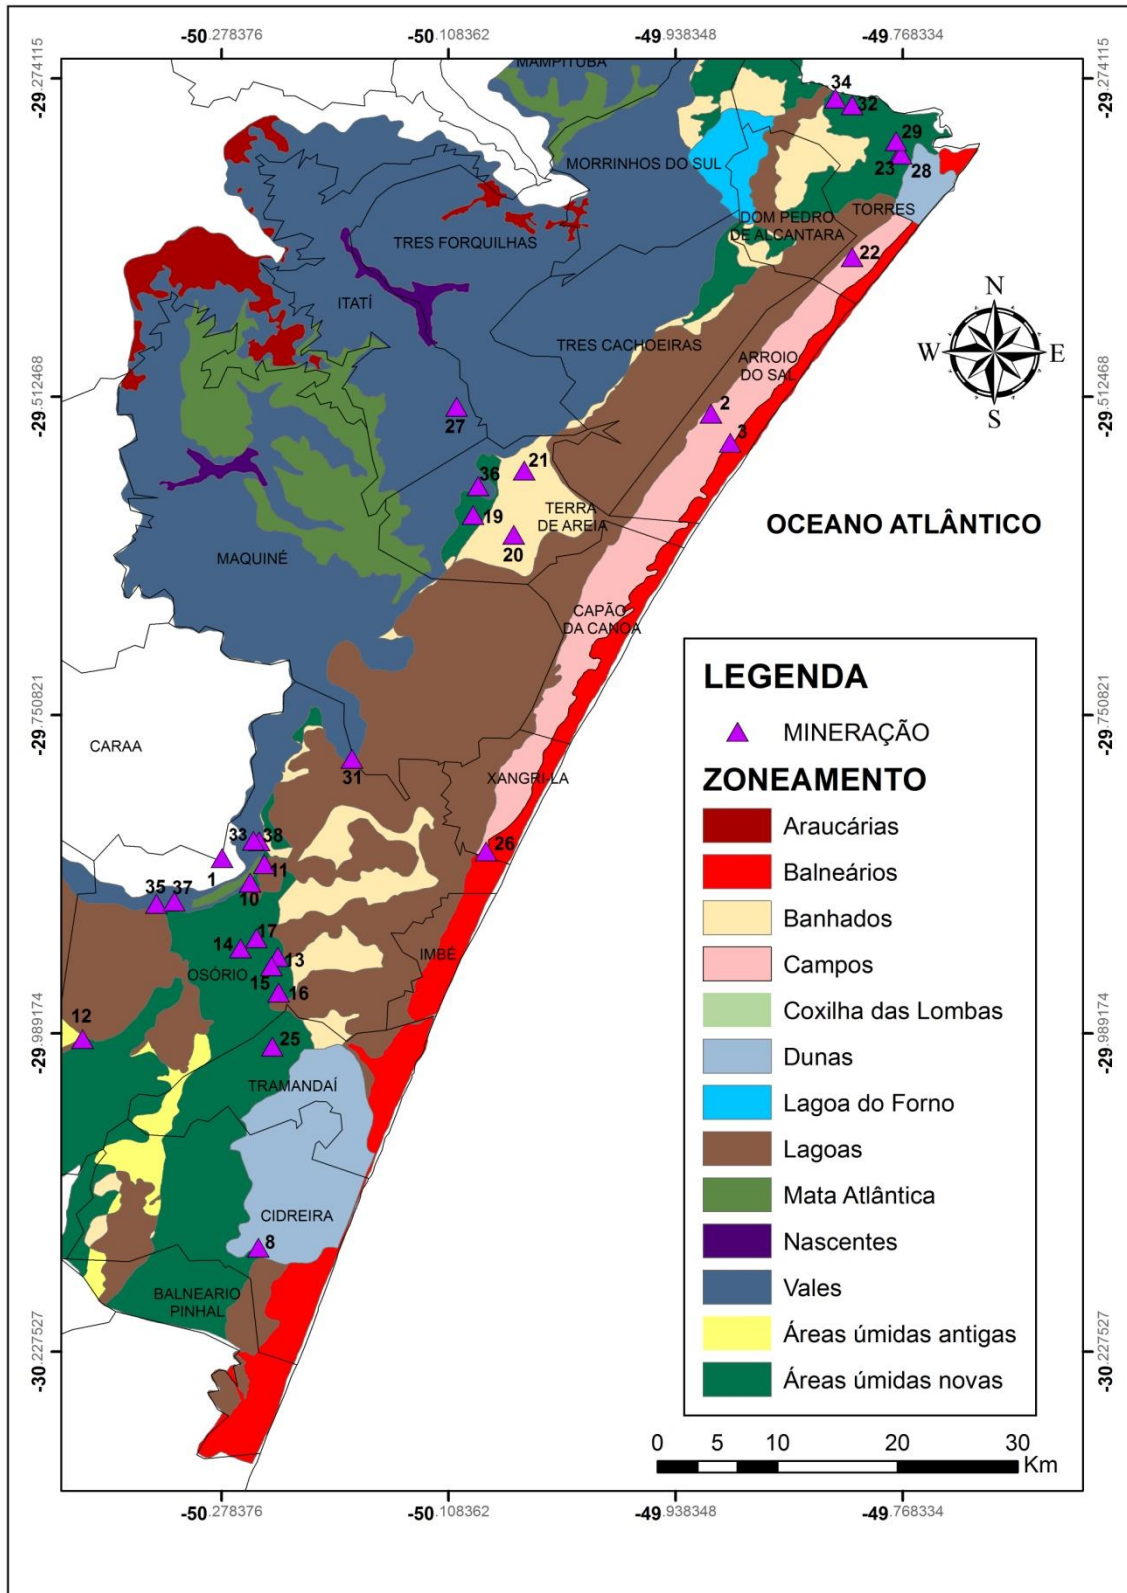 -50.278376 -50.108362 -49.938348 -49.768334
-29.274115 -29.274115
MAMPITUBA
34
32
29
MORRINHOS DO SUL
23 28
DOM PEDRO
DE ALCANTARA
TORRES
TRES FORQUILHAS
22
N
ITATÍ
TRES CACHOEIRAS
W E
ARROIO
DO SAL
S
-29.512468 -29.512468
2
27
3
21
36
TERRA
DE AREIA
19
OCEANO ATLÂNTICO
20
MAQUINÉ
CAPÃO
DA CANOA
LEGENDA
-29.750821 -29.750821
MINERAÇÃO
CARAA
31
XANGRI-LA
ZONEAMENTO
Araucárias
33 38
26
1
11
Balneários
35 37
10
Banhados
17
14
13
IMBÉ
Campos
OSÓRIO
15
16
Coxilha das Lombas
12
-29.989174 -29.989174
25
Dunas
TRAMANDAÍ
Lagoa do Forno
Lagoas
Mata Atlântica
CIDREIRA
8
Nascentes
Vales
BALNEARIO
PINHAL
Áreas úmidas antigas
-30.227527 -30.227527
Áreas úmidas novas
0 5 10 20 30
Km
-50.278376 -50.108362 -49.938348 -49.768334